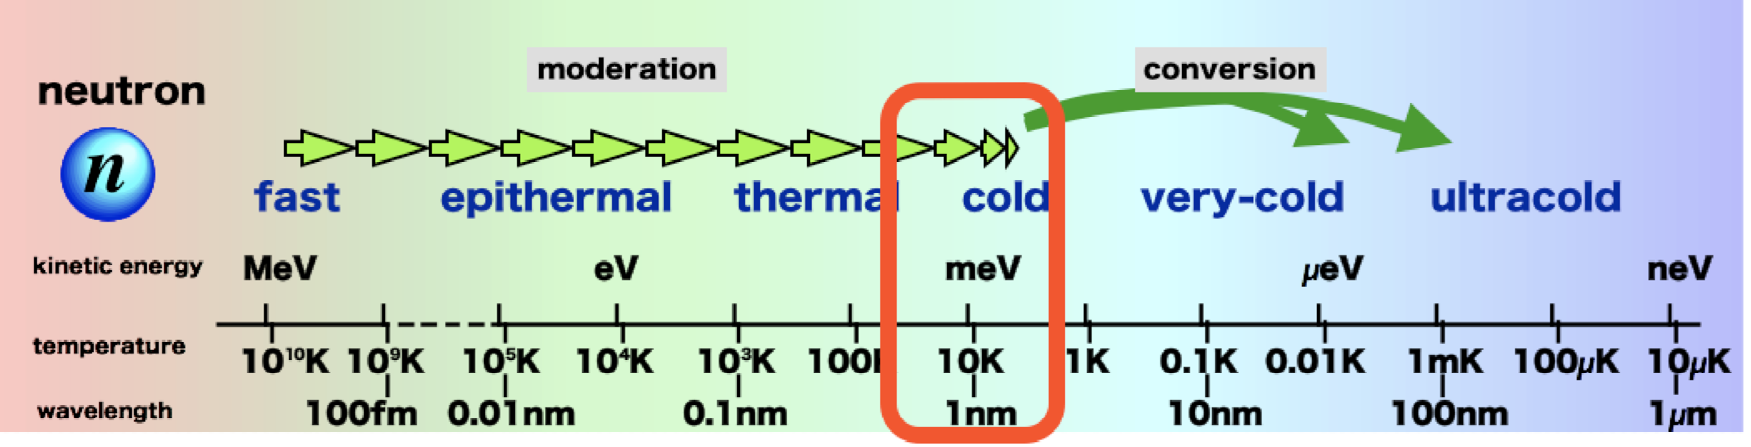 moderation conversion
neutron
n
fast epithermal thermal cold very-cold ultracold
kinetic energy MeV eV meV μeV neV
temperature 10¹⁰K 10⁹K 10⁵K 10⁴K 10³K 100K 10K 1K 0.1K 0.01K 1mK 100μK 10μK
wavelength 100fm 0.01nm 0.1nm 1nm 10nm 100nm 1μm